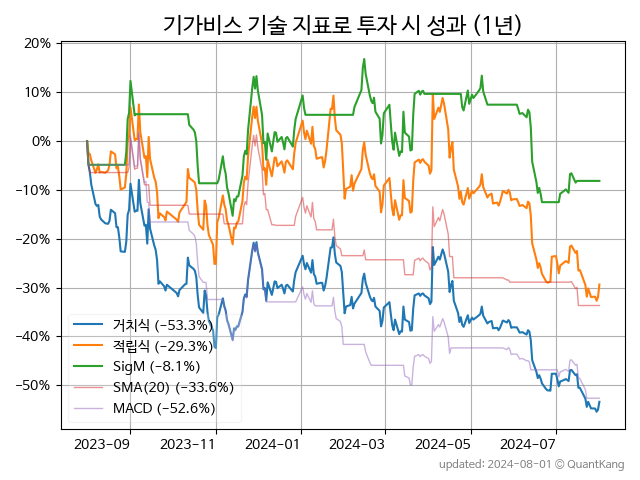 기가비스 기술 지표로 투자 시 성과 (1년)
20%
10%
0%
−10%
−20%
−30%
−40%
−50%
거치식 (−53.3%)
적립식 (−29.3%)
SigM (−8.1%)
SMA(20) (−33.6%)
MACD (−52.6%)
2023−09 2023−11 2024−01 2024−03 2024−05 2024−07
updated: 2024−08−01 © QuantKang